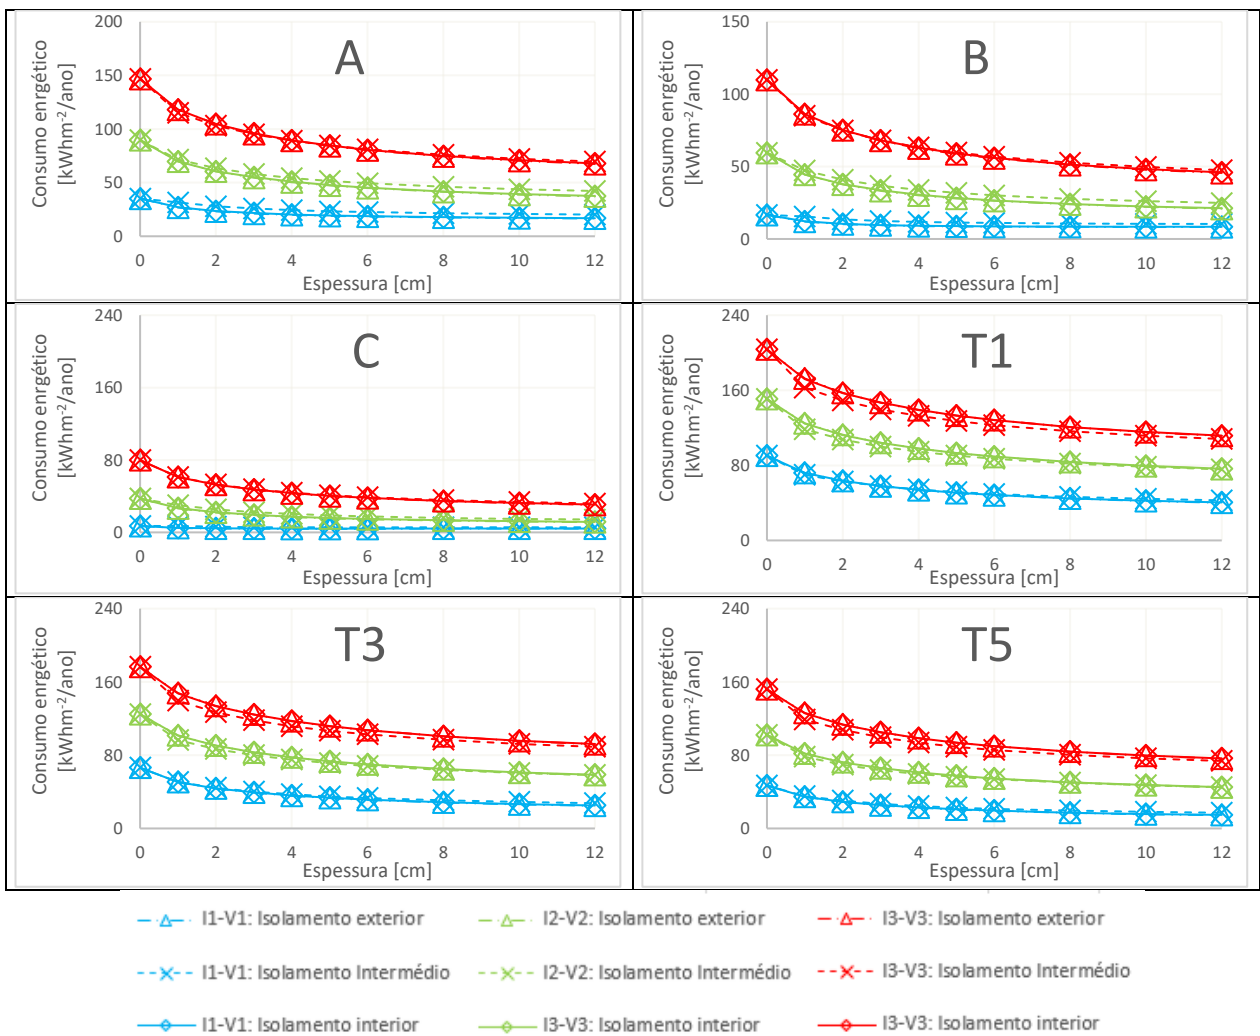 A
Consumo enrgético
[kWhm-2/ano]
200
150
100
50
0
0 2 4 6 8 10 12
Espessura [cm]
B
Consumo enrgético
[kWhm-2/ano]
150
100
50
0
0 2 4 6 8 10 12
Espessura [cm]
C
Consumo enrgético
[kWhm-2/ano]
240
160
80
0
0 2 4 6 8 10 12
Espessura [cm]
T1
Consumo enrgético
[kWhm-2/ano]
240
160
80
0
0 2 4 6 8 10 12
Espessura [cm]
T3
Consumo enrgético
[kWhm-2/ano]
240
160
80
0
0 2 4 6 8 10 12
Espessura [cm]
T5
Consumo enrgético
[kWhm-2/ano]
240
160
80
0
0 2 4 6 8 10 12
Espessura [cm]
I1-V1: Isolamento exterior I2-V2: Isolamento exterior I3-V3: Isolamento exterior
I1-V1: Isolamento Intermédio I2-V2: Isolamento Intermédio I3-V3: Isolamento Intermédio
I1-V1: Isolamento interior I3-V3: Isolamento interior I3-V3: Isolamento interior